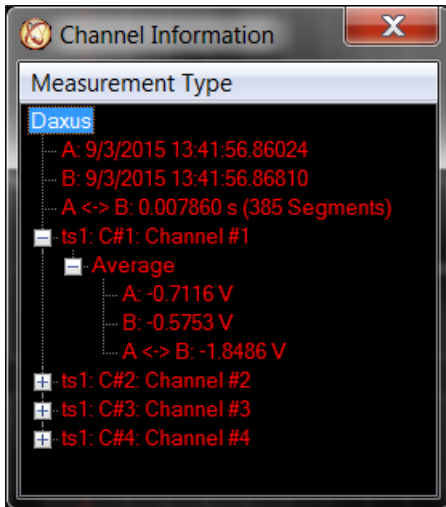 Channel Information
Measurement Type
Daxus
A: 9/3/2015 13:41:56.86024
B: 9/3/2015 13:41:56.86810
A <-> B: 0.007860 s (385 Segments)
ts1: C#1: Channel #1
Average
A: -0.7116 V
B: -0.5753 V
A <-> B: -1.8486 V
ts1: C#2: Channel #2
ts1: C#3: Channel #3
ts1: C#4: Channel #4